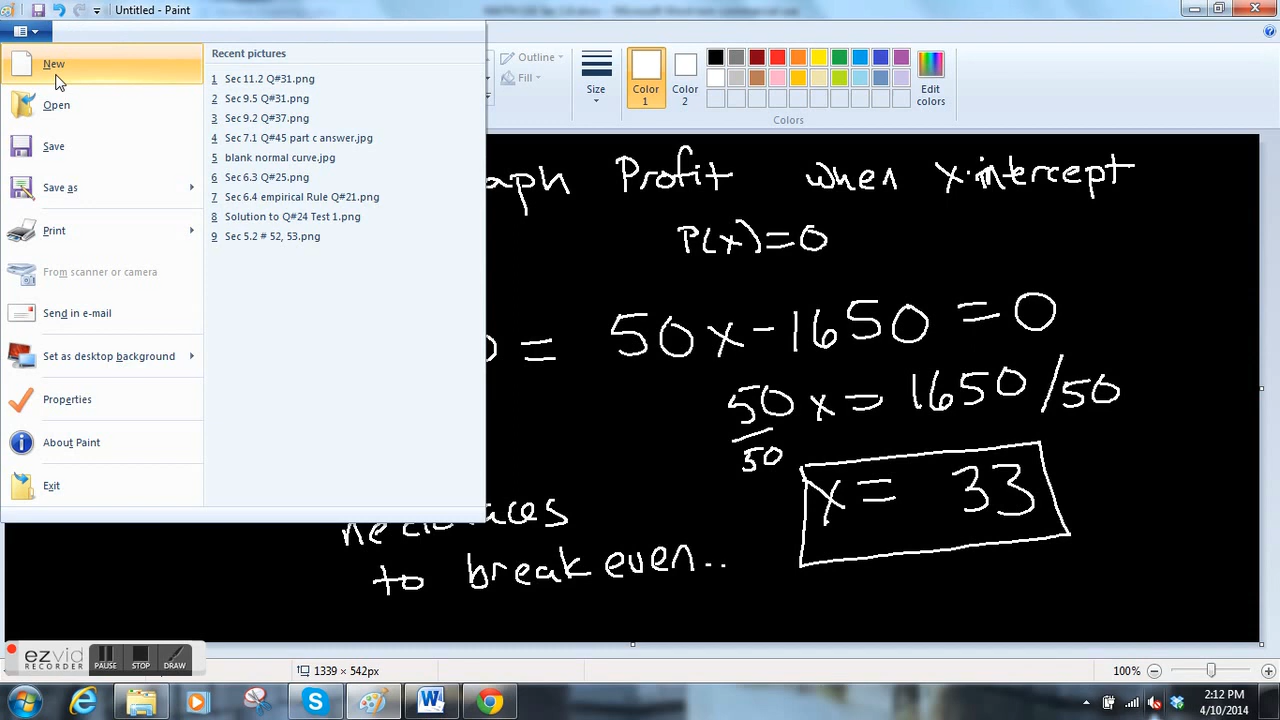 Untitled - Paint
New
Open
Save
Save as
Print
From scanner or camera
Send in e-mail
Set as desktop background
Properties
About Paint
Exit
Recent pictures
1 Sec 11.2 Q#31.png
2 Sec 9.5 Q#31.png
3 Sec 9.2 Q#37.png
4 Sec 7.1 Q#45 part c answer.jpg
5 blank normal curve.jpg
6 Sec 6.3 Q#25.png
7 Sec 6.4 empirical Rule Q#21.png
8 Solution to Q#24 Test 1.png
9 Sec 5.2 # 52, 53.png
Outline
Fill
Size
Color 1
Color 2
Edit colors
Colors
aph Profit when x-intercept
P(x)=0
= 50x-1650 =0
50x = 1650/50
50
x= 33
aces
to break even..
ezvid
RECORDER
PAUSE
STOP
DRAW
1339 × 542px
100%
2:12 PM
4/10/2014